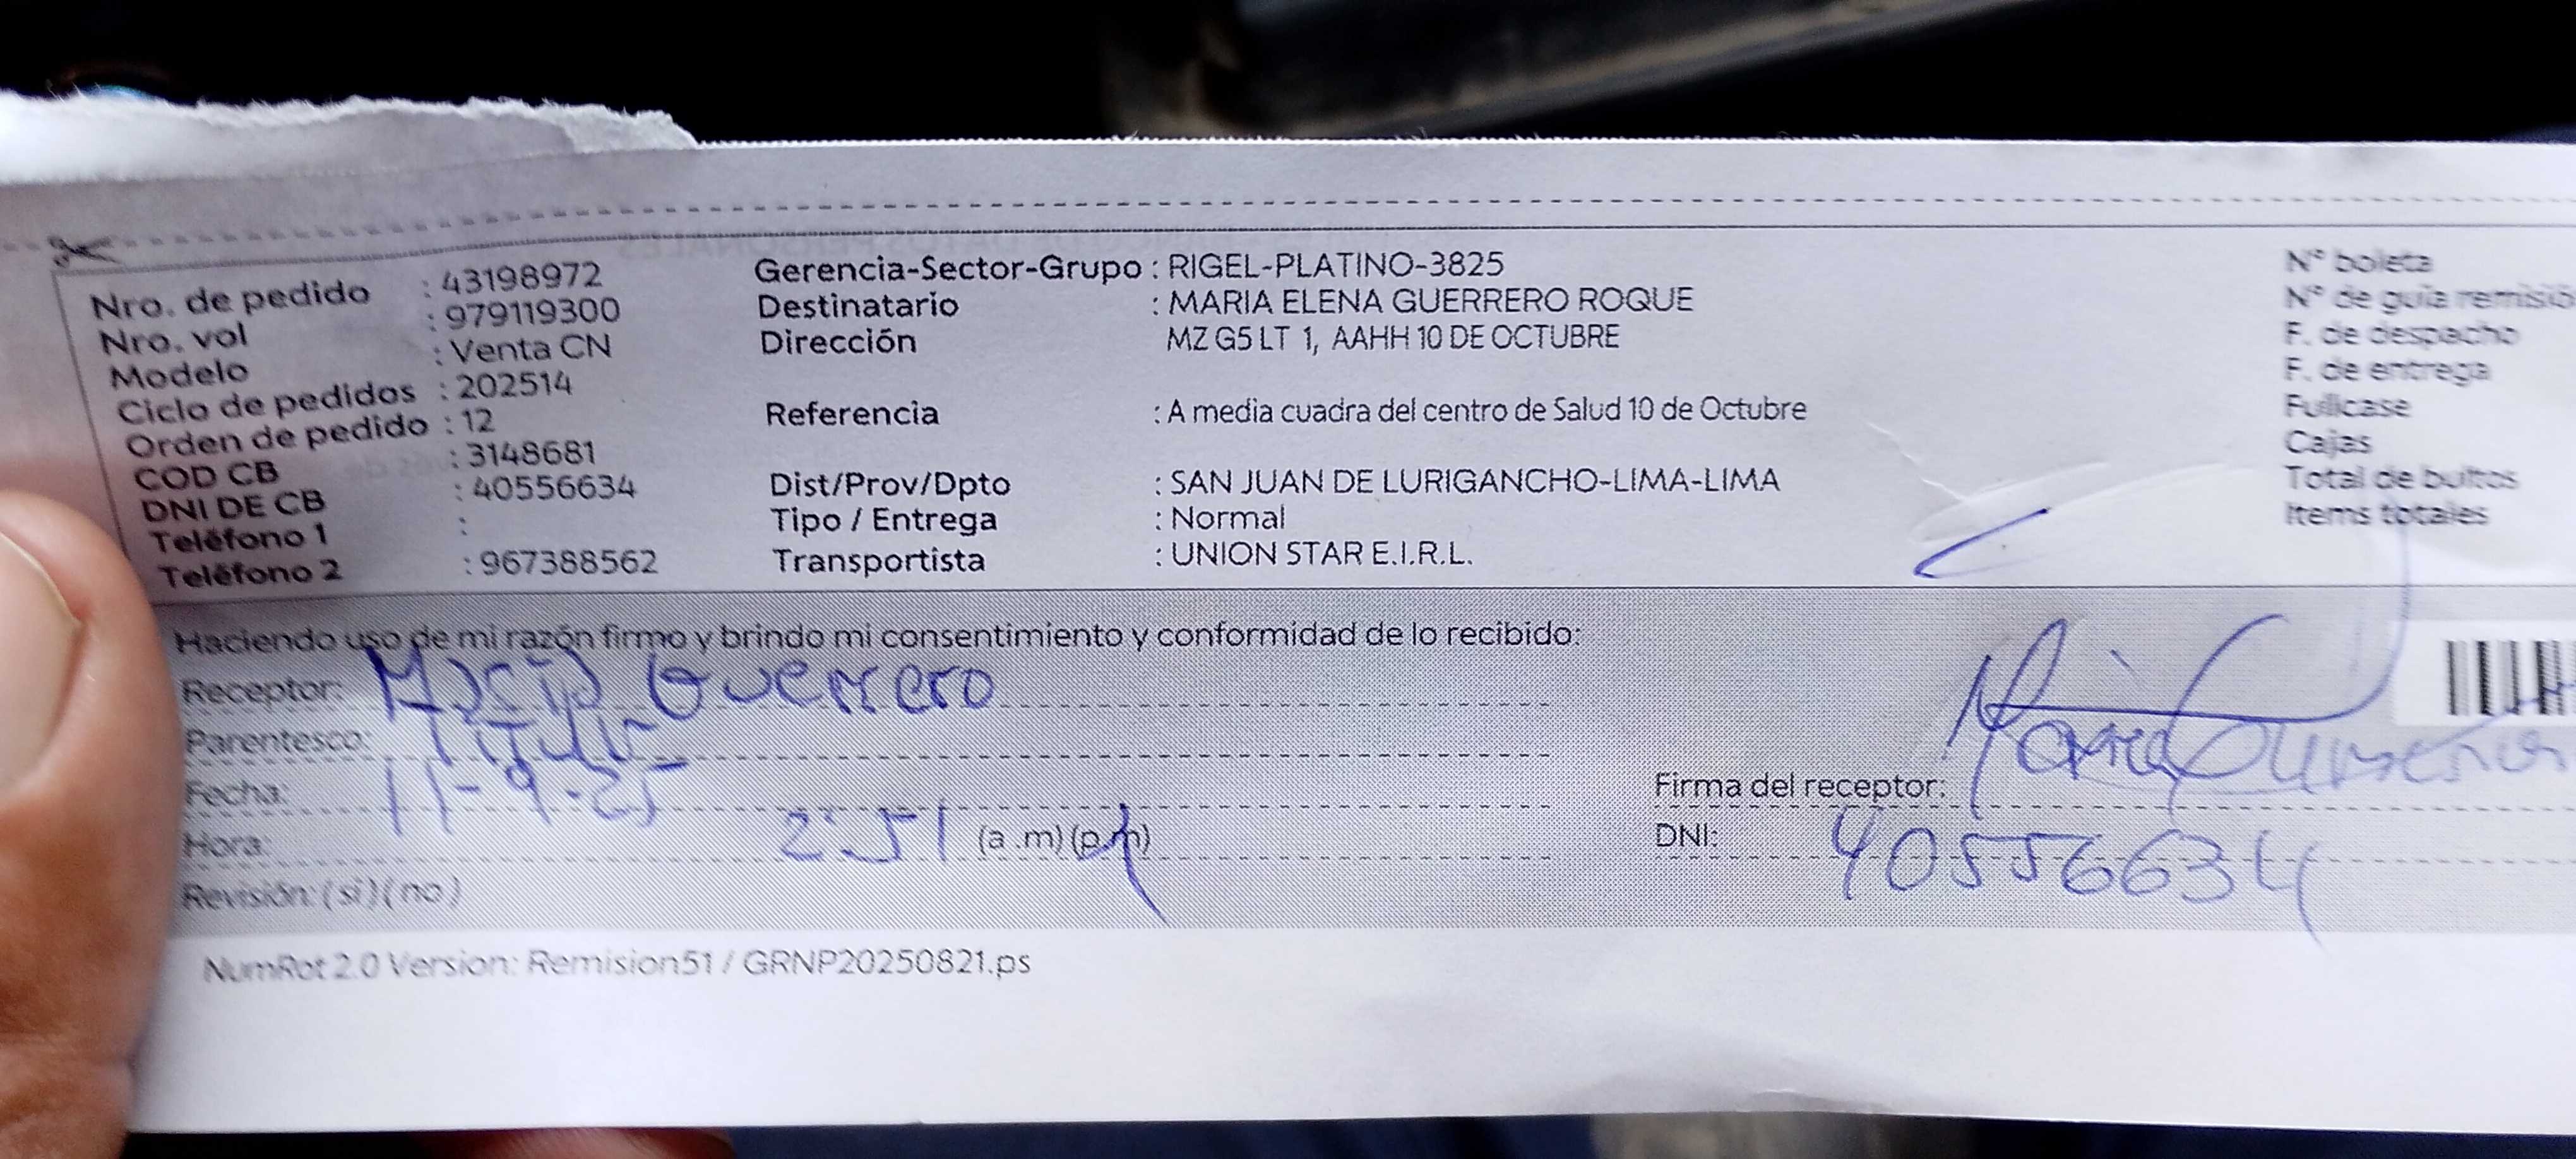 Nro. de pedido : 43198972
Nro. vol : 979119300
Modelo : Venta CN
Ciclo de pedidos : 202514
Orden de pedido : 12
COD CB : 3148681
DNI DE CB : 40556634
Teléfono 1 :
Teléfono 2 : 967388562
Gerencia-Sector-Grupo : RIGEL-PLATINO-3825
Destinatario : MARIA ELENA GUERRERO ROQUE
Dirección MZ G5 LT 1, AAHH 10 DE OCTUBRE
Referencia : A media cuadra del centro de Salud 10 de Octubre
Dist/Prov/Dpto : SAN JUAN DE LURIGANCHO-LIMA-LIMA
Tipo / Entrega : Normal
Transportista : UNION STAR E.I.R.L.
N° boleta
N° de guía remisió
F. de despacho
F. de entrega
Fullcase
Cajas
Total de bultos
Items totales
Haciendo uso de mi razón firmo y brindo mi consentimiento y conformidad de lo recibido:
Receptor: Maria Guerrero
Parentesco:
Fecha: 11-9-25
Hora: 2:51 (a .m) (p.m)
Revisión: (si) (no)
Firma del receptor:
DNI: 40556634
NumRot 2.0 Version: Remision51 / GRNP20250821.ps